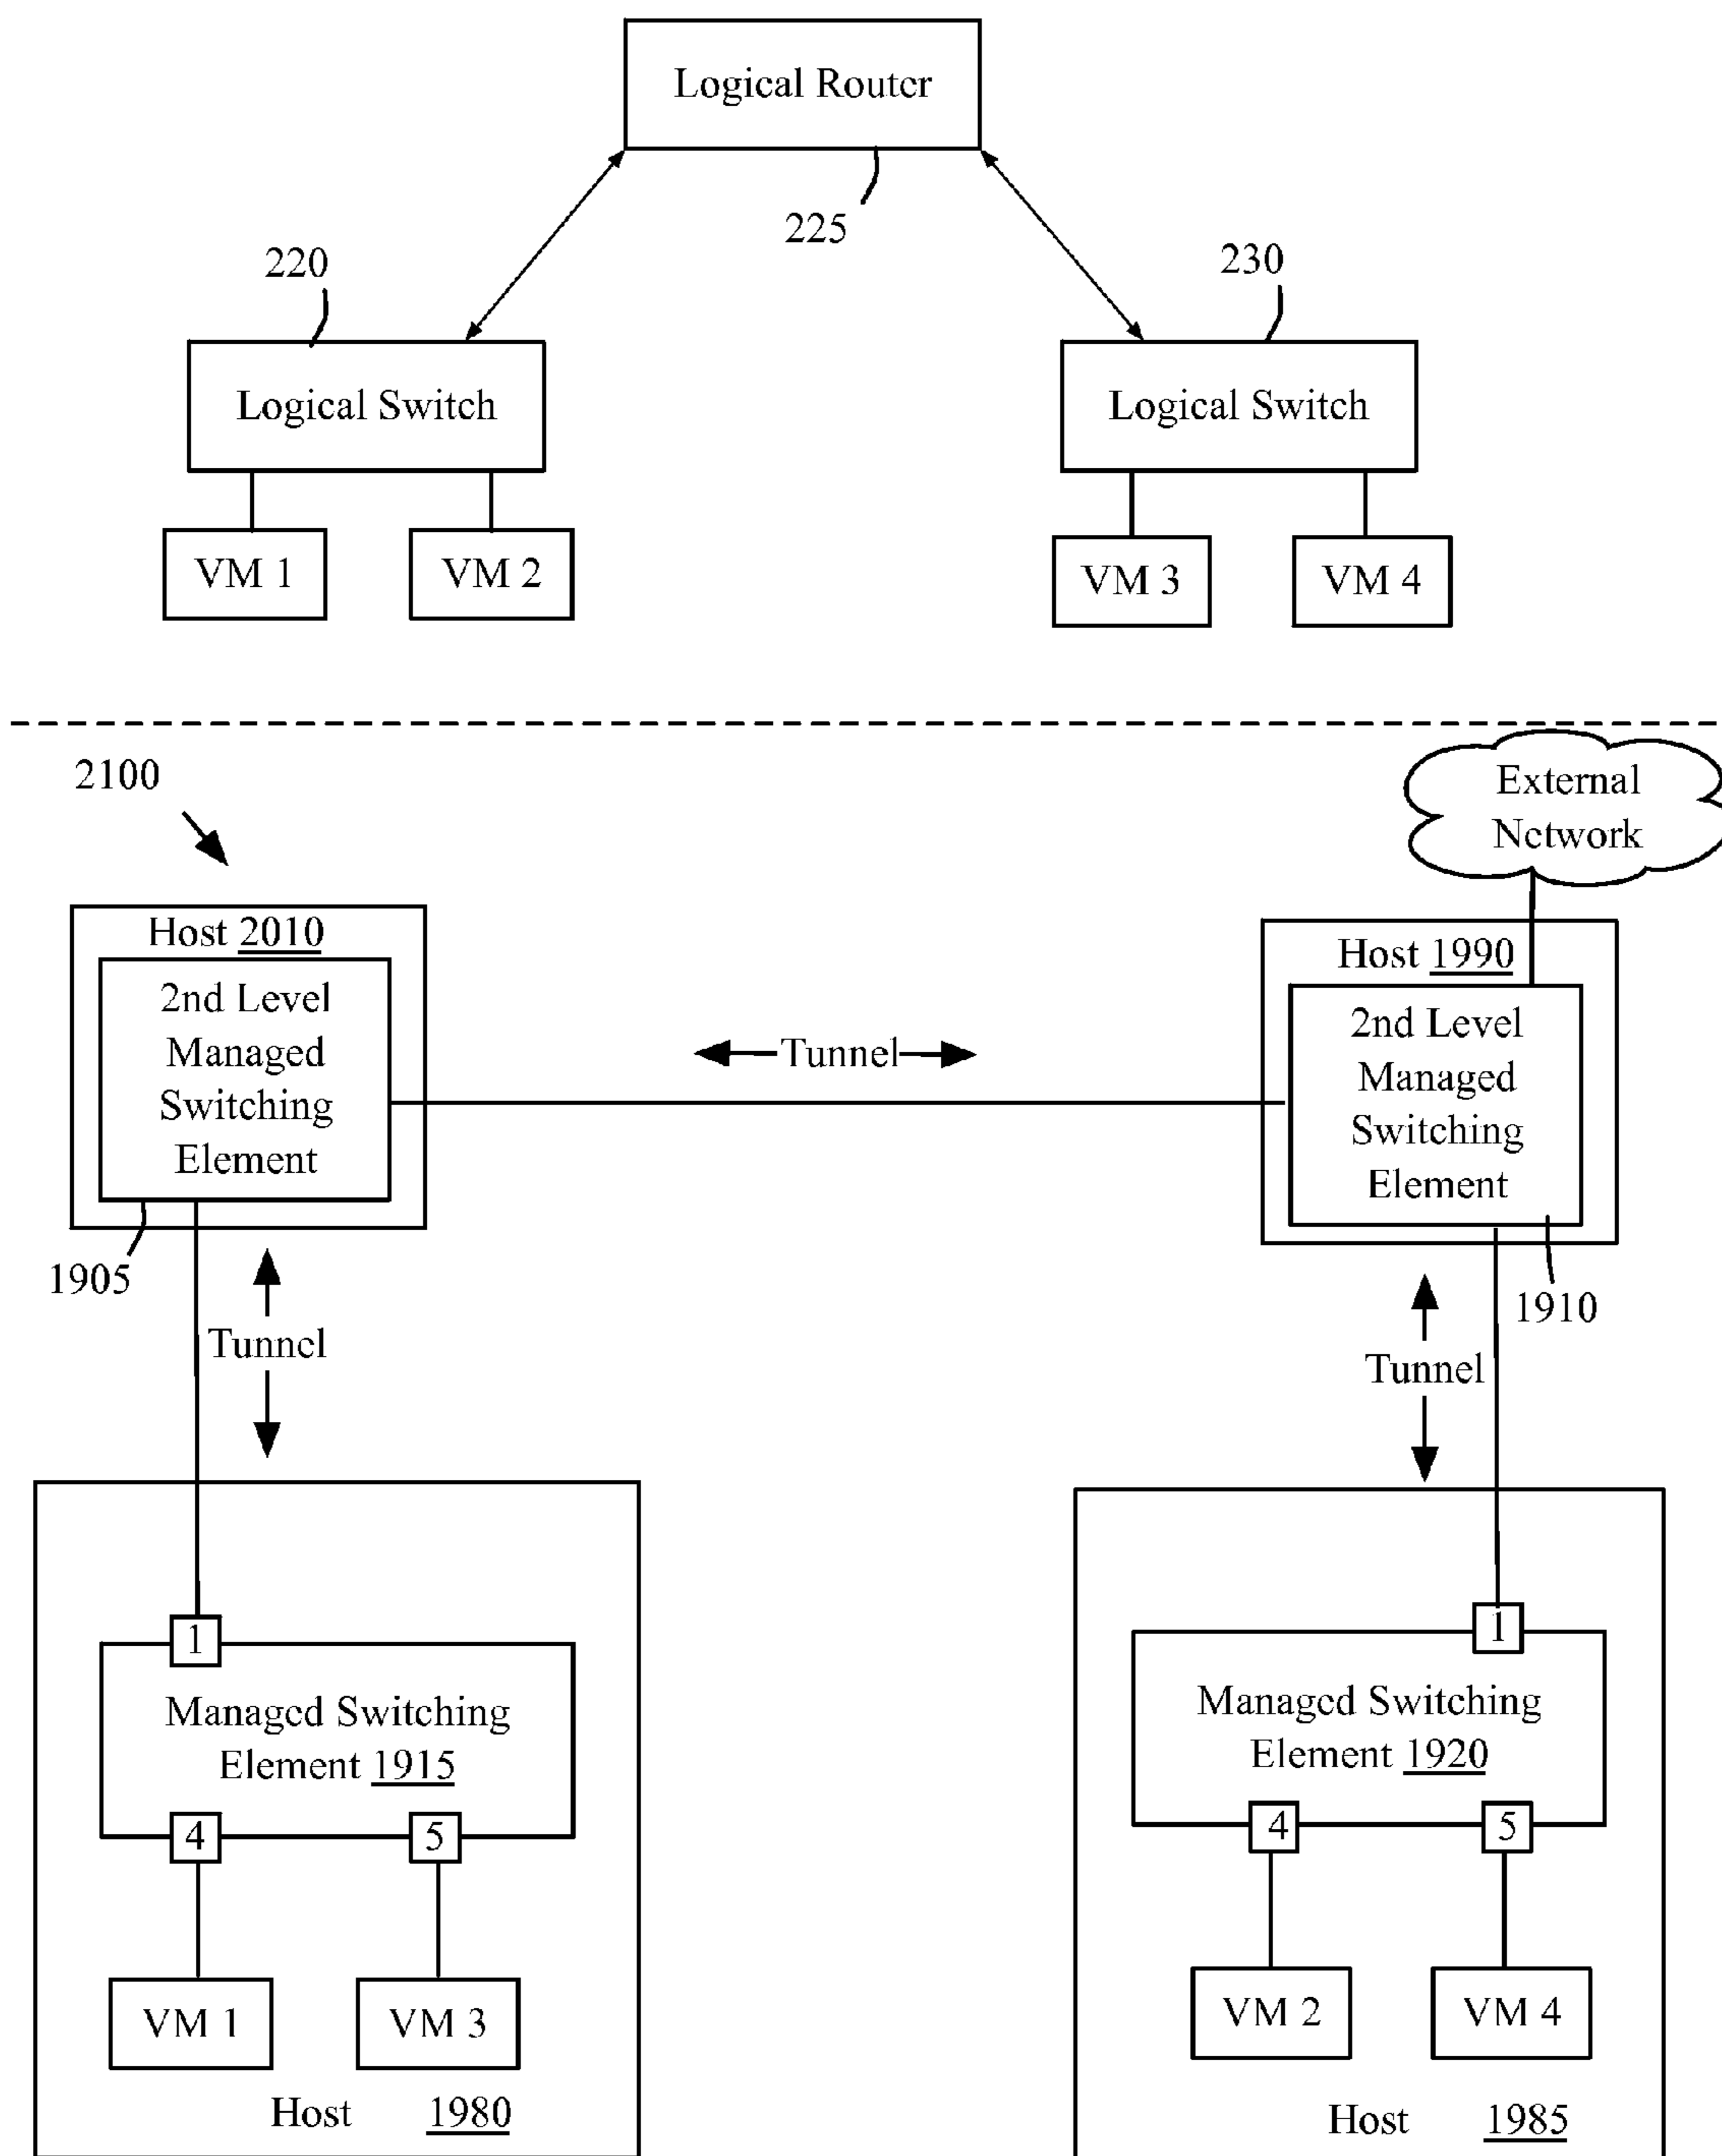 Logical Router
225
220
230
Logical Switch
Logical Switch
VM 1
VM 2
VM 3
VM 4
2100
External
Network
Host 2010
2nd Level
Managed
Switching
Element
1905
Host 1990
2nd Level
Managed
Switching
Element
1910
Tunnel
Tunnel
Tunnel
1
Managed Switching
Element 1915
4
5
VM 1
VM 3
Host 1980
1
Managed Switching
Element 1920
4
5
VM 2
VM 4
Host 1985